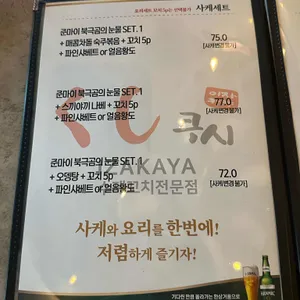 사케세트
쿤마이 북극곰의 눈물 SET.1
+ 매콤차돌 숙주볶음 + 꼬치 5p
+ 파인샤베트 or 얼음황도
75.0
[사케변경 불가]
쿤마이 북극곰의 눈물 SET.1
+ 스끼야끼 나베 + 꼬치 5p
+ 파인샤베트 or 얼음황도
77.0
[사케변경 불가]
쿠시
쿤마이 북극곰의 눈물 SET.1
+ 오뎅탕 + 꼬치 5p
+ 파인샤베트 or 얼음황도
72.0
[사케변경 불가]
IZAKAYA
꼬치전문점
사케와 요리를 한번에!
저렴하게 즐기자!